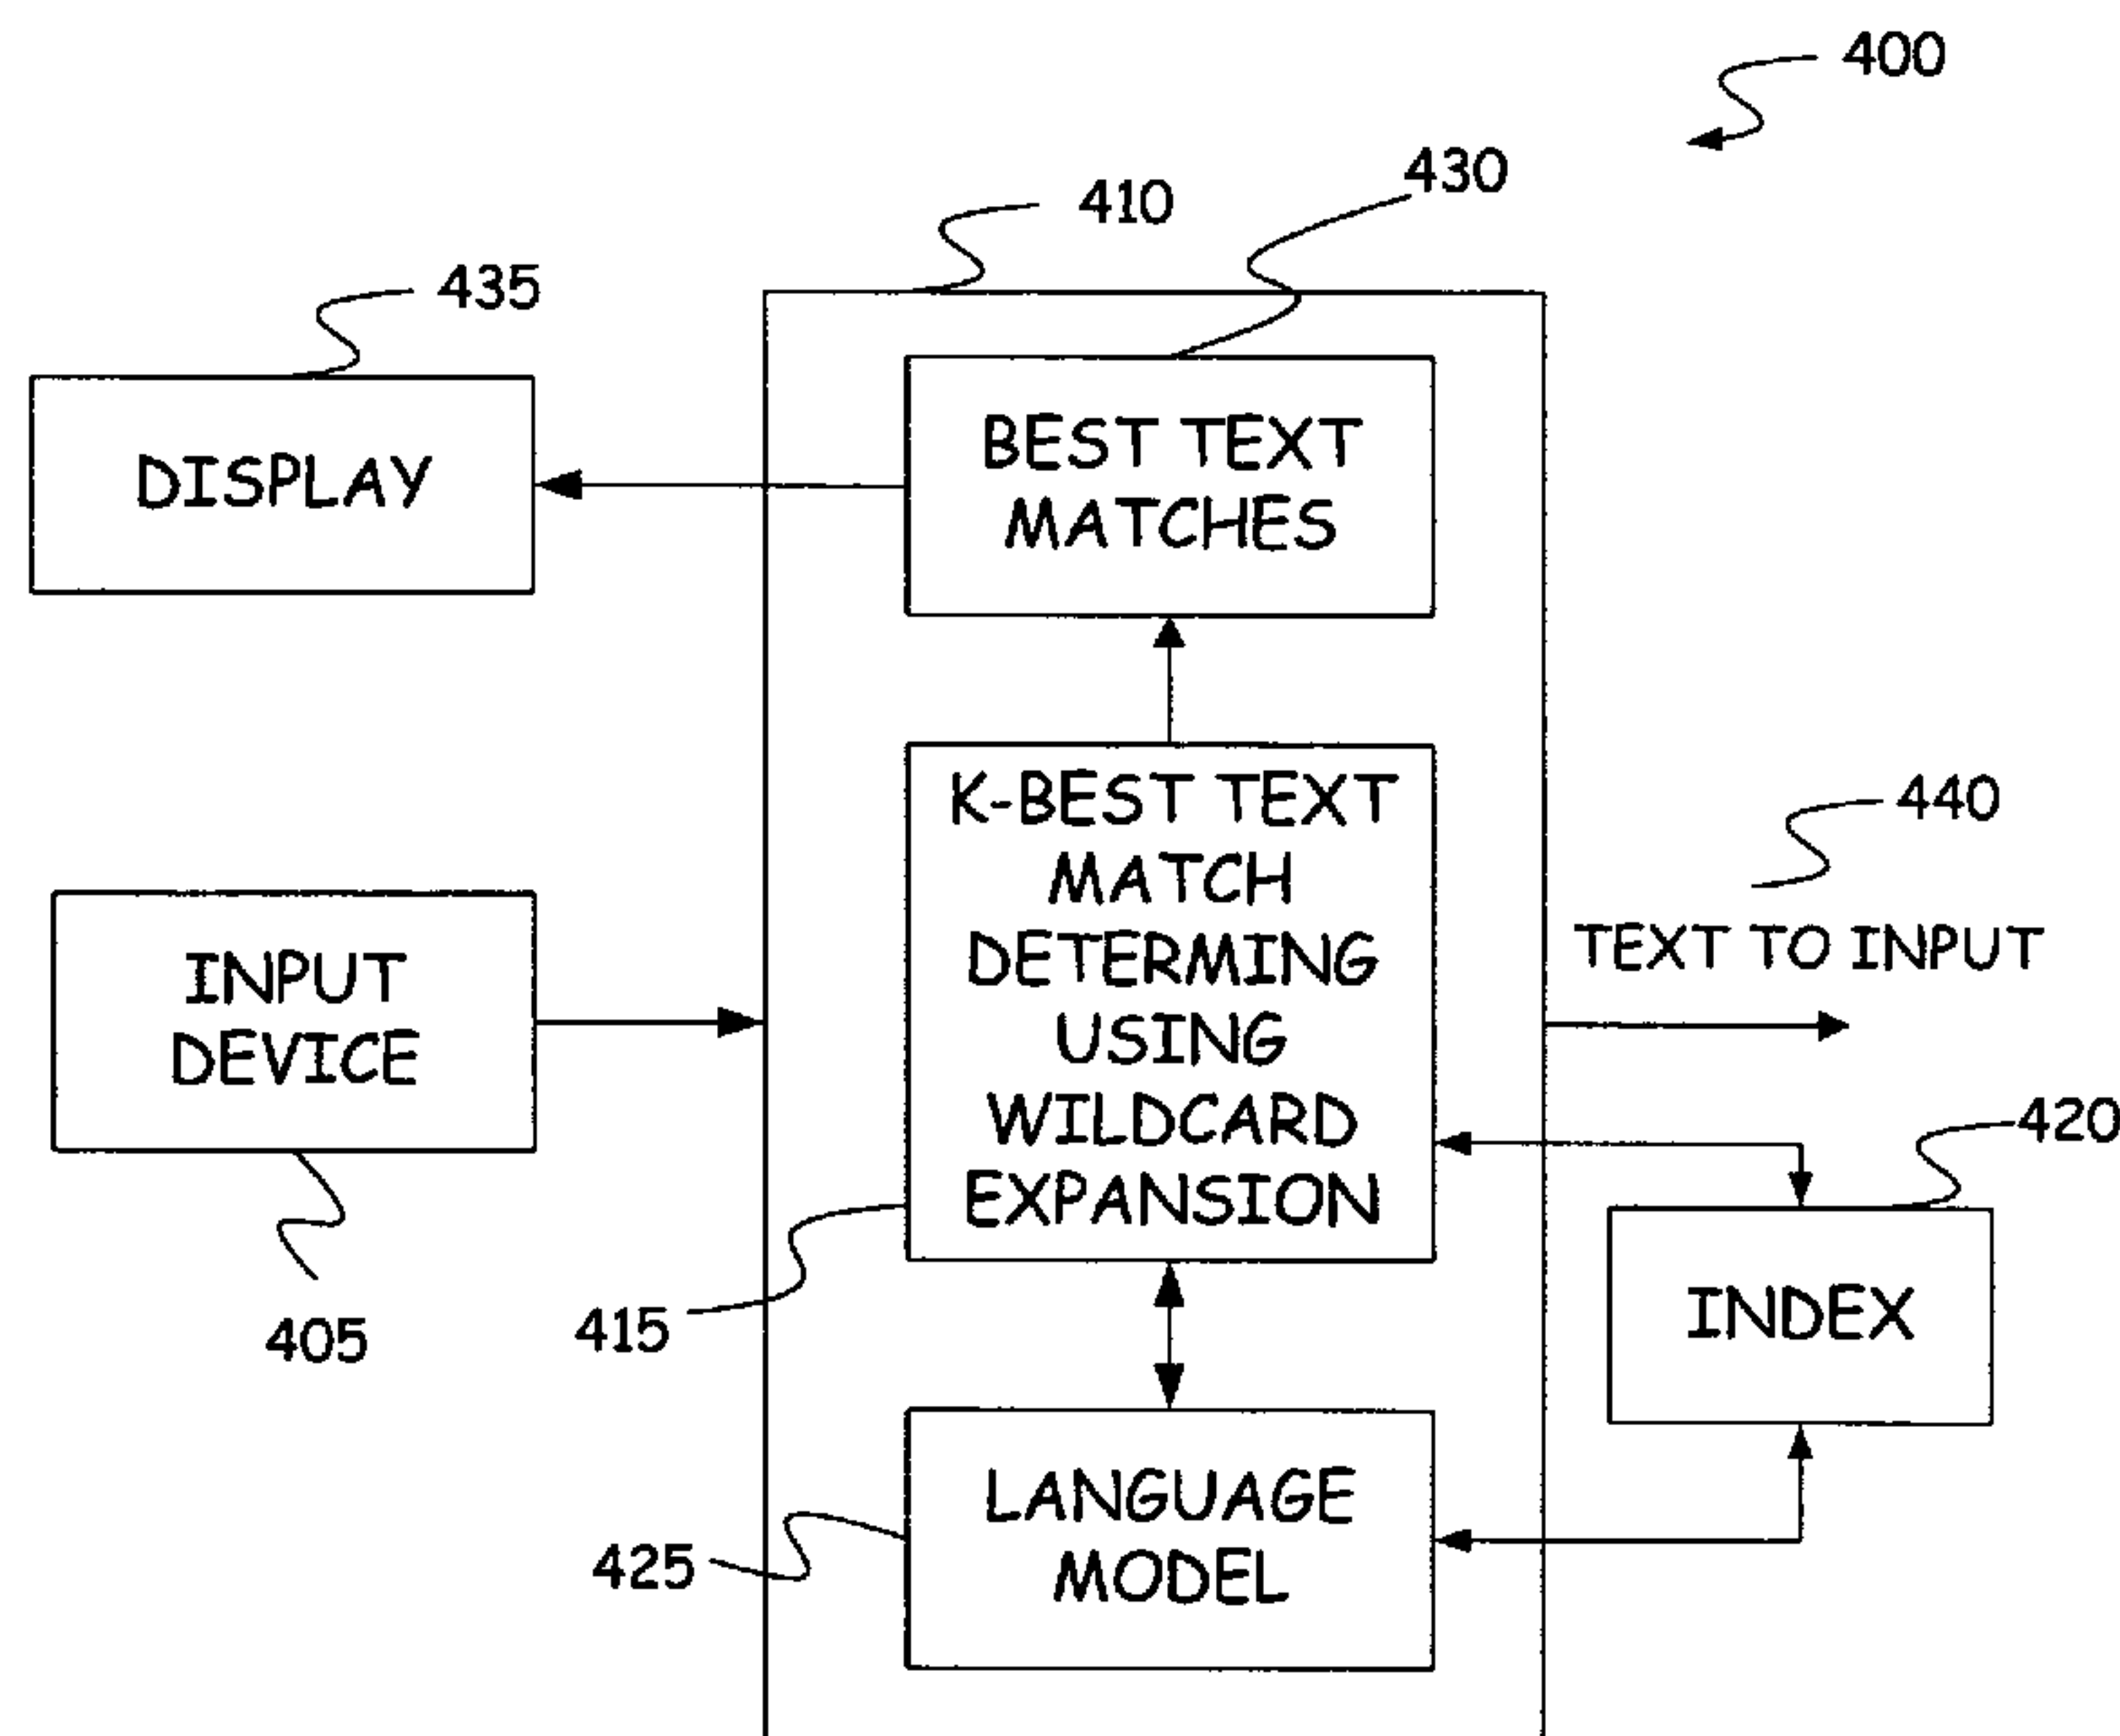 400
430
410
435
BEST TEXT
MATCHES
DISPLAY
K-BEST TEXT
MATCH
DETERMING
USING
WILDCARD
EXPANSION
440
TEXT TO INPUT
INPUT
DEVICE
420
415
405
INDEX
LANGUAGE
MODEL
425